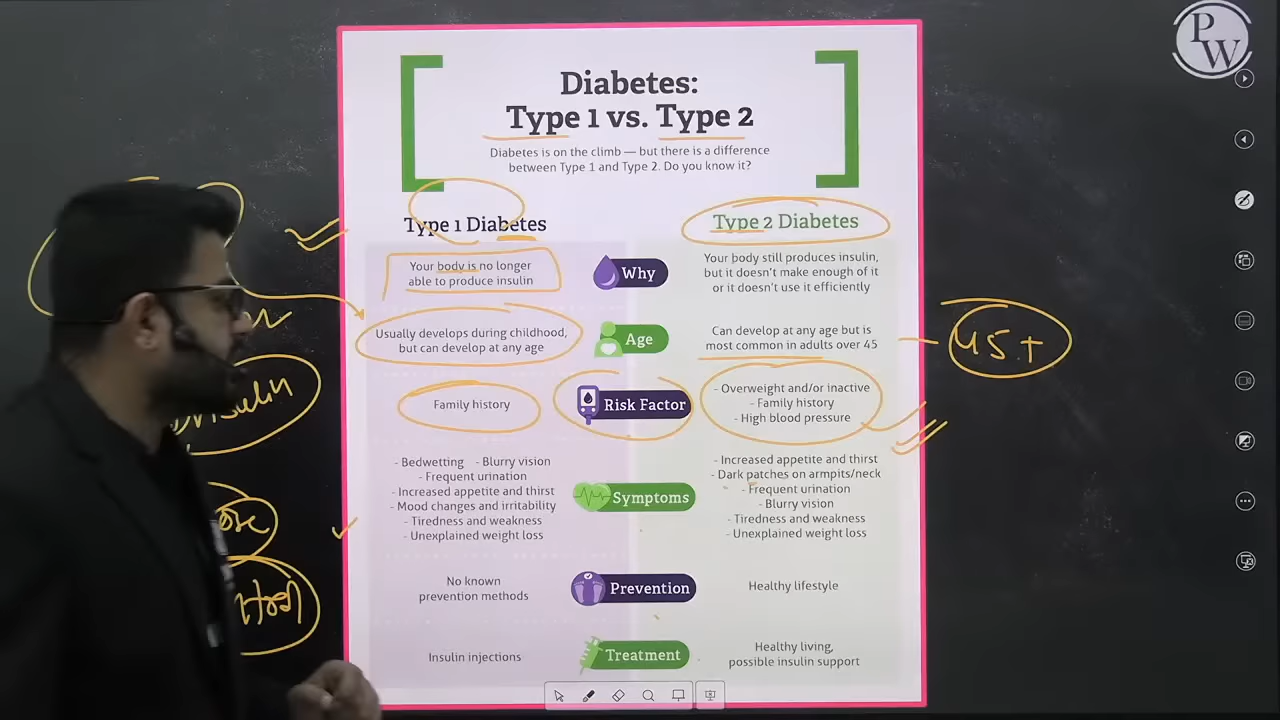 PW
Diabetes:
Type 1 vs. Type 2
Diabetes is on the climb — but there is a difference
between Type 1 and Type 2. Do you know it?
Type 1 Diabetes
Type 2 Diabetes
Your body is no longer
able to produce insulin
Why
Your body still produces insulin,
but it doesn't make enough of it
or it doesn't use it efficiently
Usually develops during childhood,
but can develop at any age
Age
Can develop at any age but is
most common in adults over 45
45+
Family history
Risk Factor
- Overweight and/or inactive
- Family history
- High blood pressure
- Bedwetting - Blurry vision
- Frequent urination
- Increased appetite and thirst
- Mood changes and irritability
- Tiredness and weakness
- Unexplained weight loss
Symptoms
- Increased appetite and thirst
- Dark patches on armpits/neck
- Frequent urination
- Blurry vision
- Tiredness and weakness
- Unexplained weight loss
No known
prevention methods
Prevention
Healthy lifestyle
Insulin injections
Treatment
Healthy living,
possible insulin support